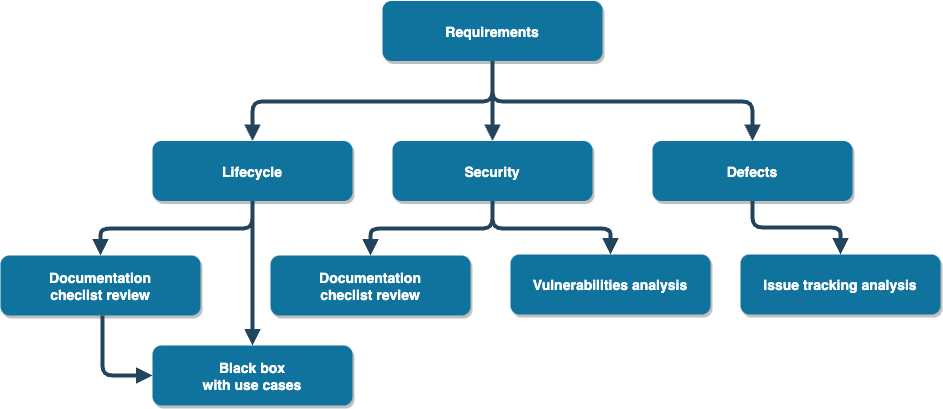 Requirements
Lifecycle
Security
Defects
Documentation
checlist review
Documentation
checlist review
Vulnerabilities analysis
Issue tracking analysis
Black box
with use cases